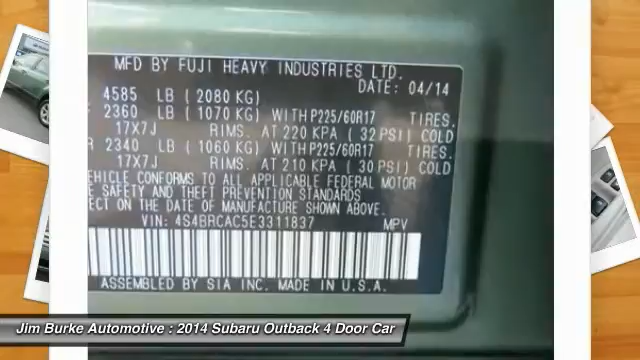 MFD BY FUJI HEAVY INDUSTRIES LTD.
DATE: 04/14
4585 LB (2080 KG)
2360 LB (1070 KG) WITH P225/60R17 TIRES.
17X7J RIMS. AT 220 KPA (32 PSI) COLD
R 2340 LB (1060 KG) WITH P225/60R17 TIRES.
17X7J RIMS. AT 210 KPA (30 PSI) COLD
EHICLE CONFORMS TO ALL APPLICABLE FEDERAL MOTOR
E SAFETY AND THEFT PREVENTION STANDARDS
ECT ON THE DATE OF MANUFACTURE SHOWN ABOVE.
VIN: 4S4BRCAC5E3311837 MPV
ASSEMBLED BY SIA INC. MADE IN U.S.A.
Jim Burke Automotive : 2014 Subaru Outback 4 Door Car